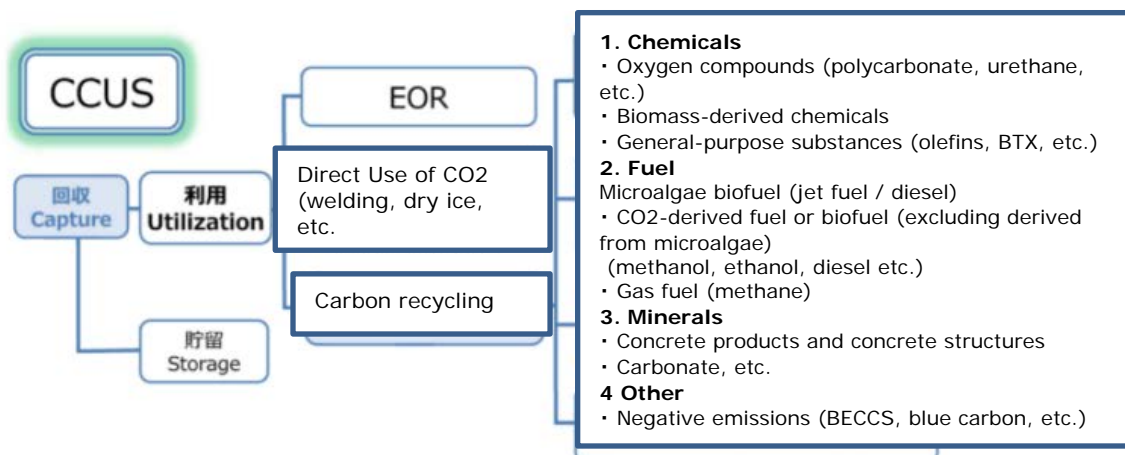 CCUS
回収
Capture
利用
Utilization
貯留
Storage
EOR
Direct Use of CO2
(welding, dry ice,
etc.
Carbon recycling
1. Chemicals
・Oxygen compounds (polycarbonate, urethane,
etc.)
・Biomass-derived chemicals
・General-purpose substances (olefins, BTX, etc.)
2. Fuel
Microalgae biofuel (jet fuel / diesel)
・CO2-derived fuel or biofuel (excluding derived
from microalgae)
(methanol, ethanol, diesel etc.)
・Gas fuel (methane)
3. Minerals
・Concrete products and concrete structures
・Carbonate, etc.
4 Other
・Negative emissions (BECCS, blue carbon, etc.)